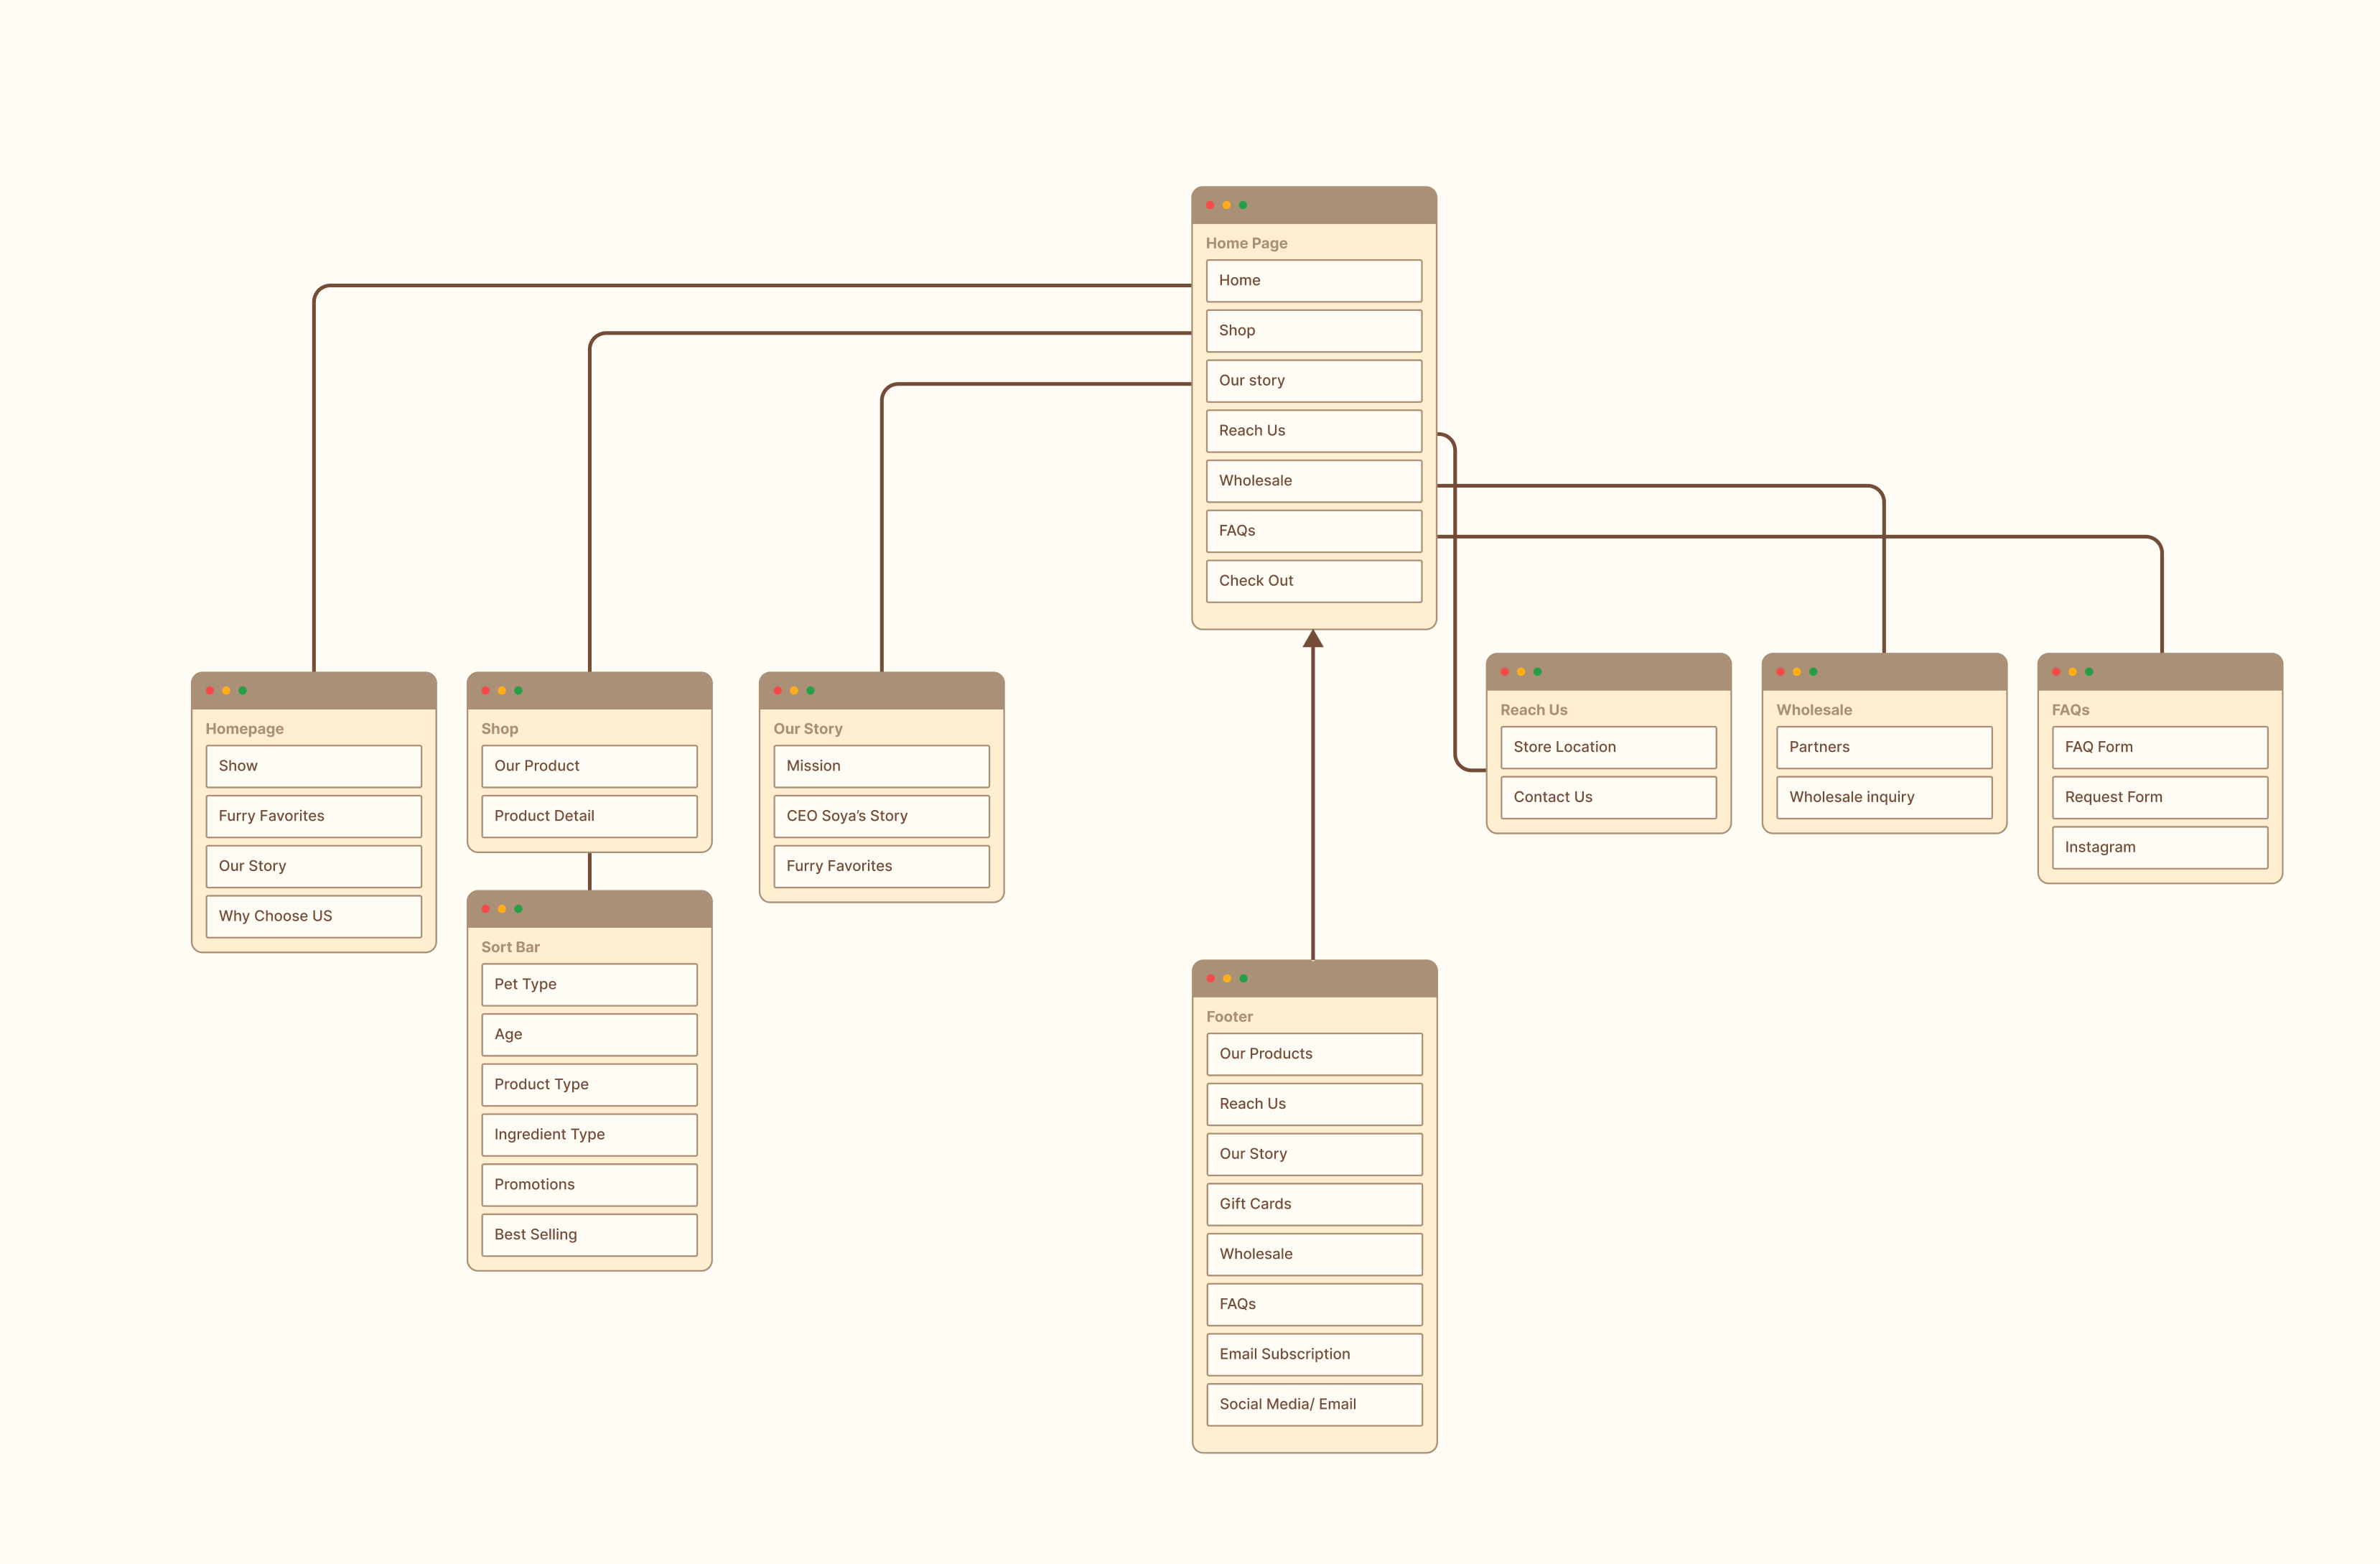 Home Page
Home
Shop
Our story
Reach Us
Wholesale
FAQs
Check Out
Homepage
Show
Furry Favorites
Our Story
Why Choose US
Shop
Our Product
Product Detail
Sort Bar
Pet Type
Age
Product Type
Ingredient Type
Promotions
Best Selling
Our Story
Mission
CEO Soya’s Story
Furry Favorites
Reach Us
Store Location
Contact Us
Wholesale
Partners
Wholesale inquiry
FAQs
FAQ Form
Request Form
Instagram
Footer
Our Products
Reach Us
Our Story
Gift Cards
Wholesale
FAQs
Email Subscription
Social Media/ Email